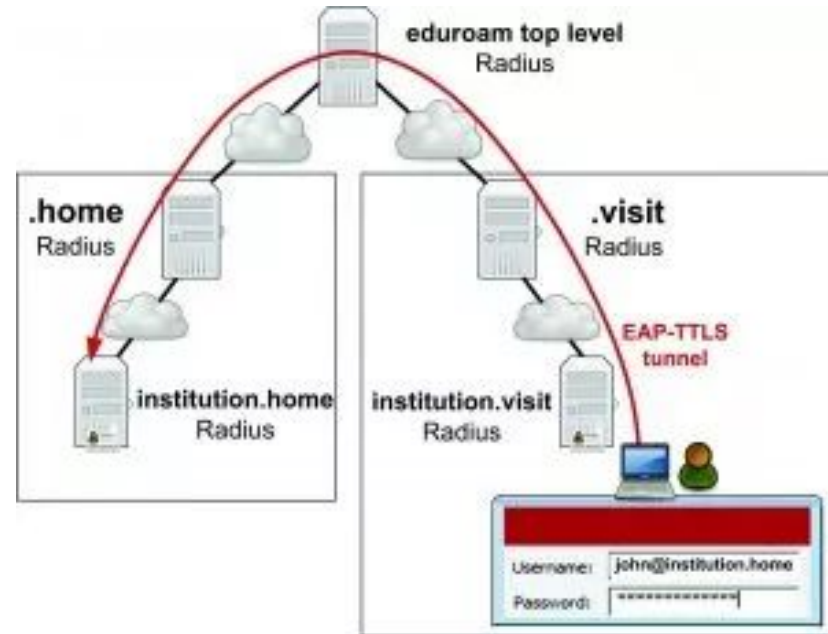 eduroam top level
Radius
.home
Radius
.visit
Radius
EAP-TTLS
tunnel
institution.home
Radius
institution.visit
Radius
Username: john@institution.home
Password: *************